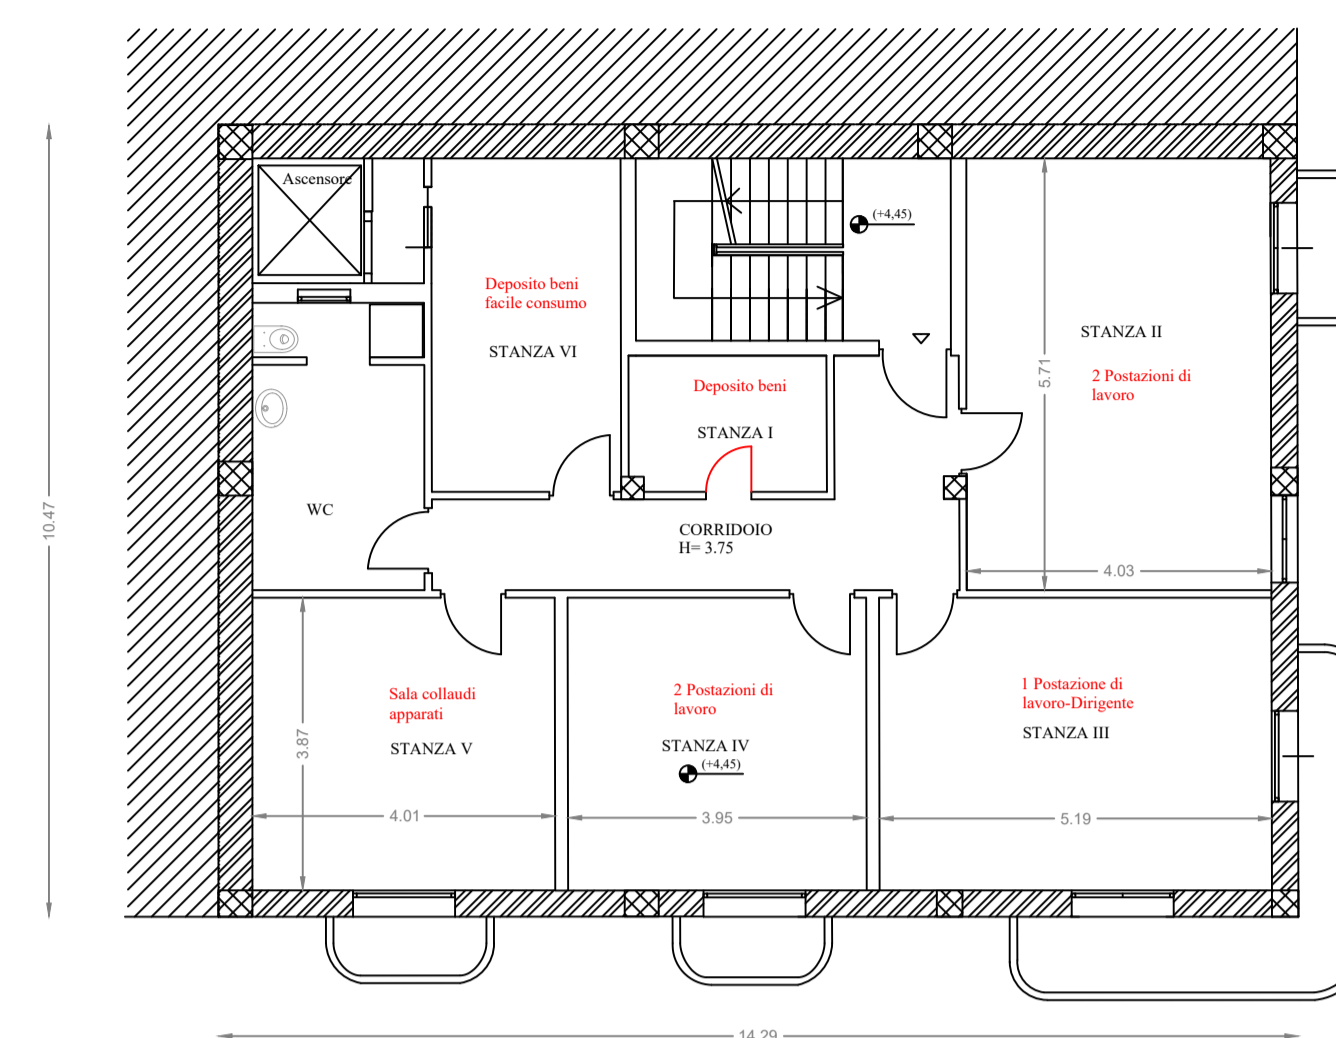 Ascensore
(+4,45)
Deposito beni
facile consumo
STANZA VI
STANZA II
2 Postazioni di
lavoro
5.71
Deposito beni
STANZA I
WC
CORRIDOIO
H= 3.75
10.47
4.03
Sala collaudi
apparati
STANZA V
3.87
4.01
2 Postazioni di
lavoro
STANZA IV
(+4,45)
3.95
1 Postazione di
lavoro-Dirigente
STANZA III
5.19
14.29